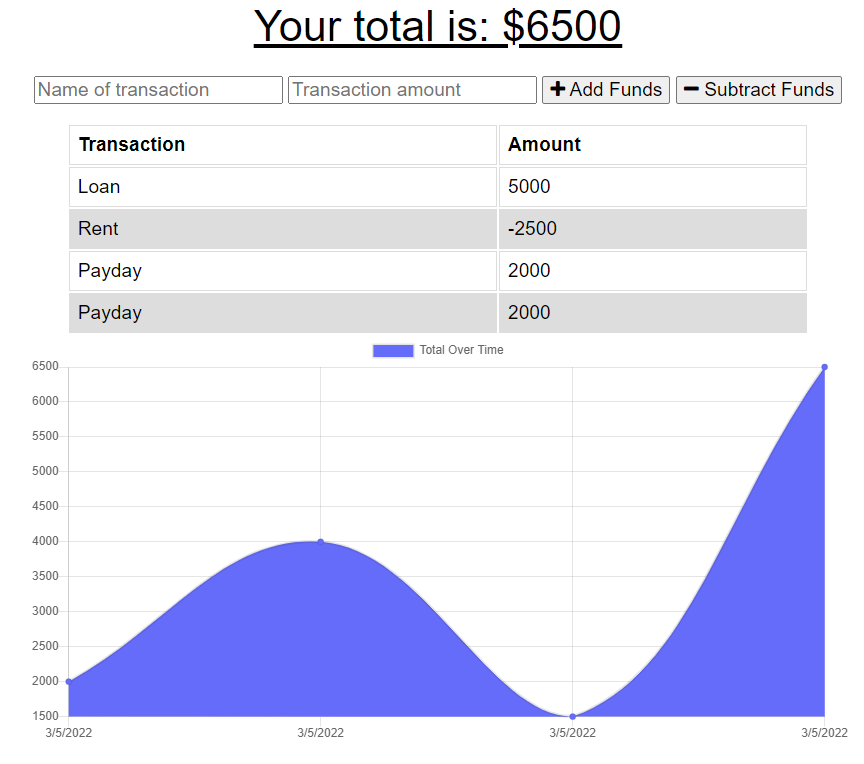 Your total is: $6500
Name of transaction Transaction amount + Add Funds − Subtract Funds
Transaction Amount
Loan 5000
Rent -2500
Payday 2000
Payday 2000
Total Over Time
6500
6000
5500
5000
4500
4000
3500
3000
2500
2000
1500
3/5/2022 3/5/2022 3/5/2022 3/5/2022